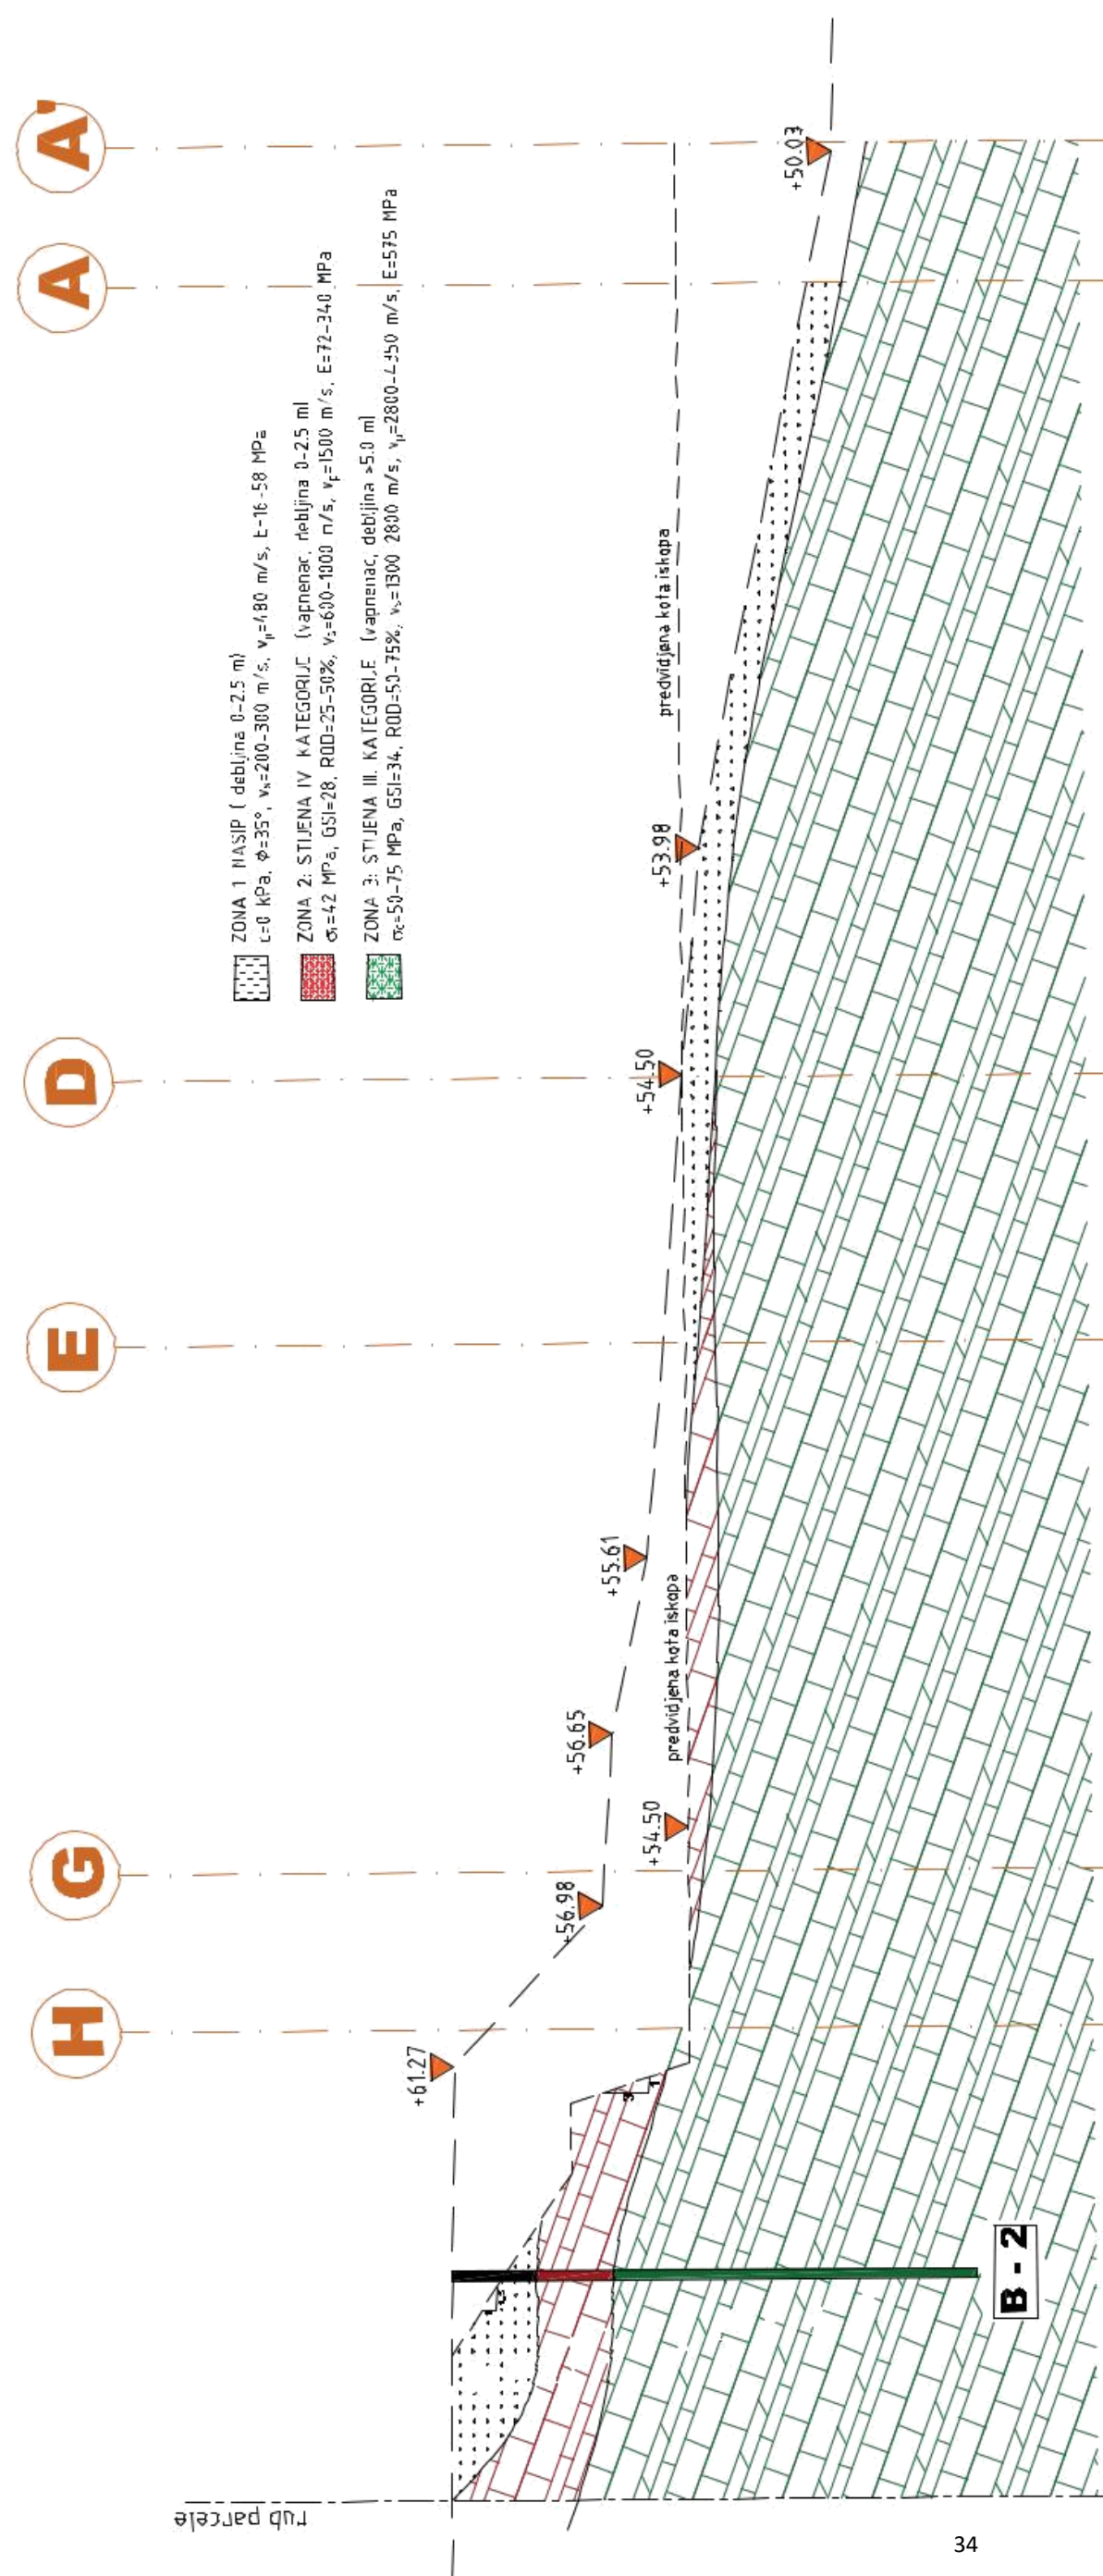 H
G
E
D
A
A'
ZONA 1 NASIP ( debljina 0-2.5 m)
c=0 kPa, φ=35°, vs=200-300 m/s, vp=480 m/s, E=16-58 MPa
ZONA 2: STIJENA IV KATEGORIJE (vapnenac, debljina 0-2.5 m)
σ=42 MPa, GSI=28, RQD=25-50%, vs=600-1000 m/s, vp=1500 m/s, E=72-340 MPa
ZONA 3: STIJENA III. KATEGORIJE (vapnenac, debljina >5.0 m)
σc=50-75 MPa, GSI=34, RQD=50-75%, vs=1300 2800 m/s, vp=2800-4350 m/s, E=575 MPa
rub parcele
+61.27
+56.98
+56.65
+55.61
+54.50
+54.50
+53.98
+50.03
predvidjena kota iskopa
predvidjena kota iskopa
1
3
1
B - 2
34